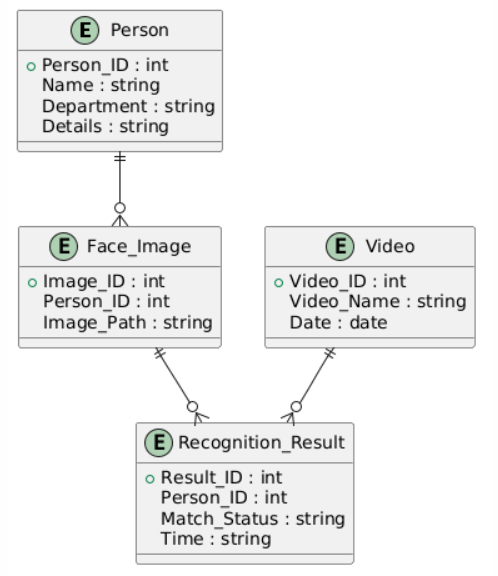 E Person
Person_ID : int
Name : string
Department : string
Details : string
E Face_Image
Image_ID : int
Person_ID : int
Image_Path : string
E Video
Video_ID : int
Video_Name : string
Date : date
E Recognition_Result
Result_ID : int
Person_ID : int
Match_Status : string
Time : string